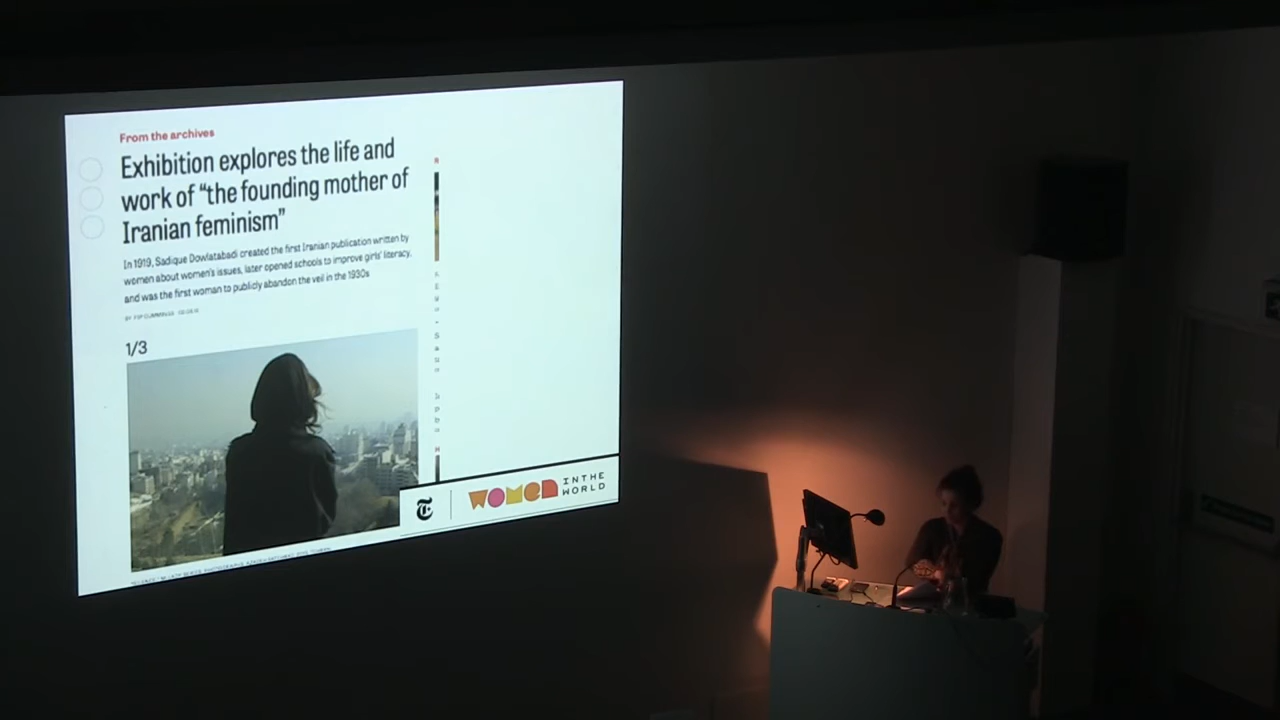 From the archives
Exhibition explores the life and
work of “the founding mother of
Iranian feminism”
In 1919, Sadique Dowlatabadi created the first Iranian publication written by
women about women's issues, later opened schools to improve girls' literacy,
and was the first woman to publicly abandon the veil in the 1930s
1/3
T
WOMEN
IN THE
WORLD